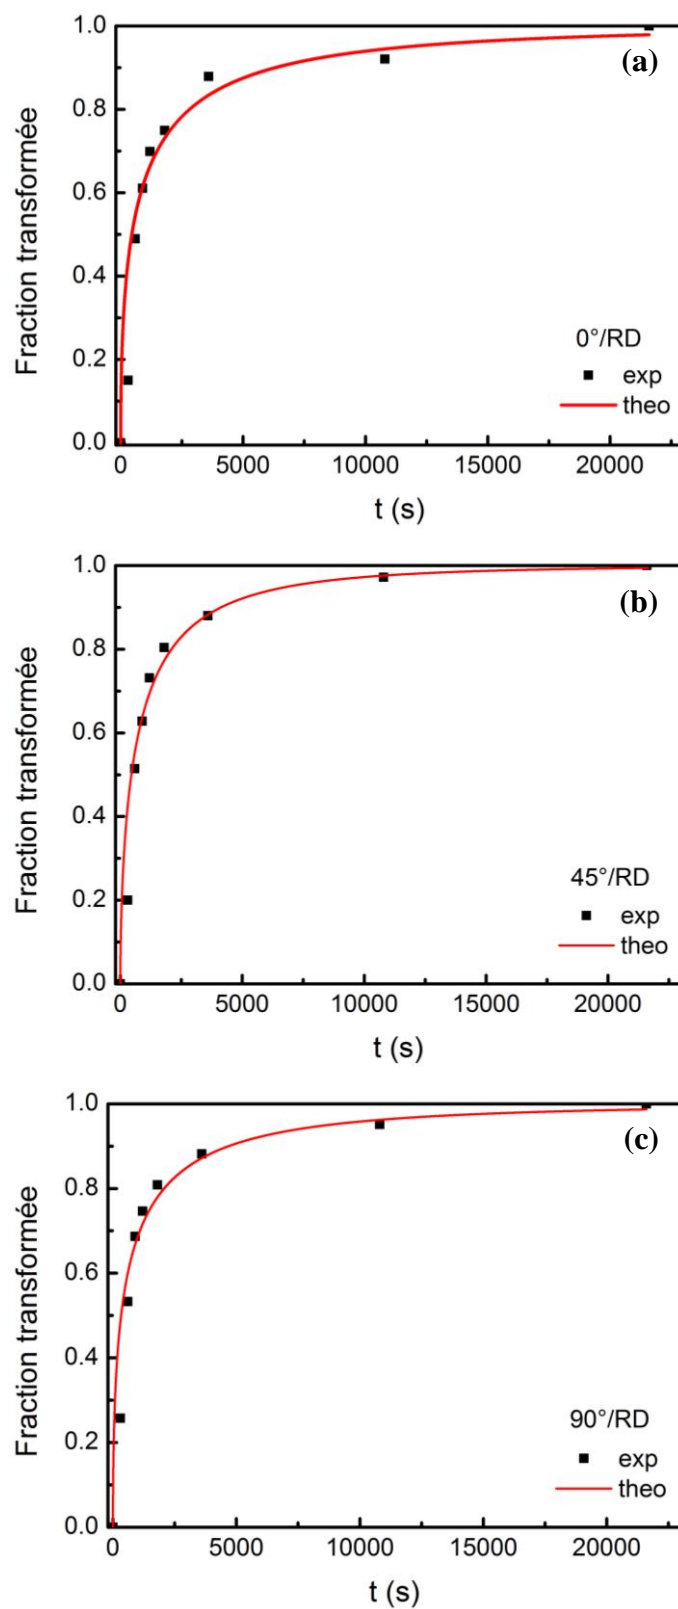 (a)
Fraction transformée
1.0
0.8
0.6
0.4
0.2
0.0
0°/RD
exp
theo
0 5000 10000 15000 20000
t (s)
(b)
Fraction transformée
1.0
0.8
0.6
0.4
0.2
0.0
45°/RD
exp
theo
0 5000 10000 15000 20000
t (s)
(c)
Fraction transformée
1.0
0.8
0.6
0.4
0.2
0.0
90°/RD
exp
theo
0 5000 10000 15000 20000
t (s)